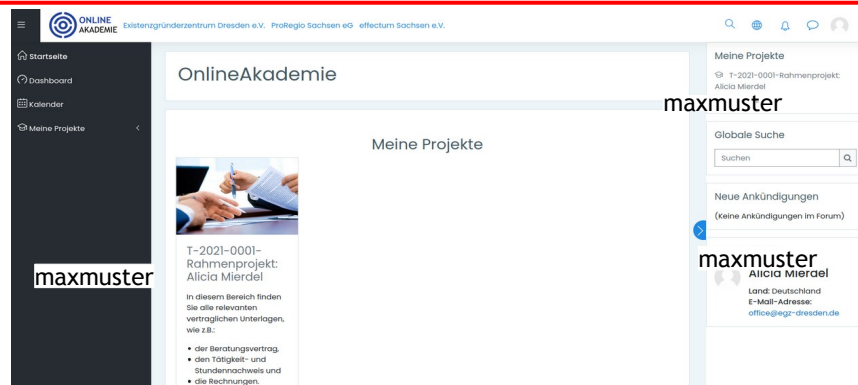 ONLINE
AKADEMIE
Existenzgründerzentrum Dresden e.V. ProRegio Sachsen eG effectum Sachsen e.V.
Startseite
Dashboard
Kalender
Meine Projekte
maxmuster
OnlineAkademie
Meine Projekte
T-2021-0001-
Rahmenprojekt:
Alicia Mierdel
In diesem Bereich finden
Sie alle relevanten
vertraglichen Unterlagen,
wie z.B.:
• der Beratungsvertrag,
• den Tätigkeit- und
Stundennachweis und
• die Rechnungen.
Meine Projekte
T-2021-0001-Rahmenprojekt:
Alicia Mierdel
maxmuster
Globale Suche
Suchen
Neue Ankündigungen
(Keine Ankündigungen im Forum)
maxmuster
Alicia Mierdel
Land: Deutschland
E-Mail-Adresse:
office@egz-dresden.de